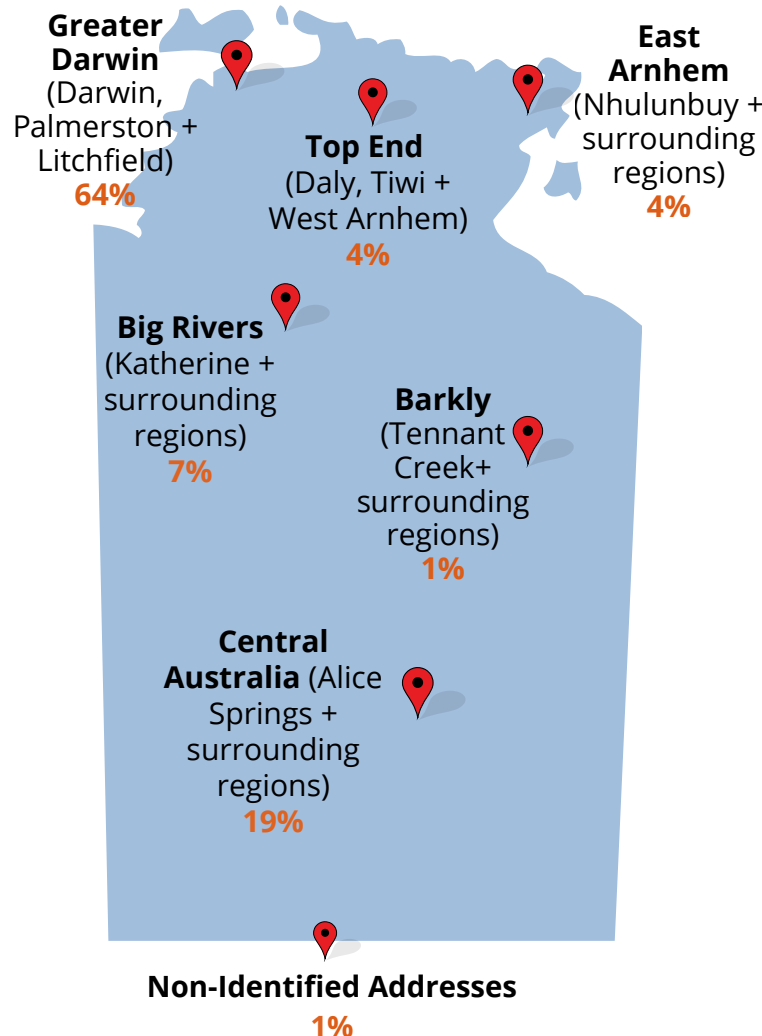 Greater
Darwin
(Darwin,
Palmerston +
Litchfield)
64%
Top End
(Daly, Tiwi +
West Arnhem)
4%
East
Arnhem
(Nhulunbuy +
surrounding
regions)
4%
Big Rivers
(Katherine +
surrounding
regions)
7%
Barkly
(Tennant
Creek+
surrounding
regions)
1%
Central
Australia (Alice
Springs +
surrounding
regions)
19%
Non-Identified Addresses
1%